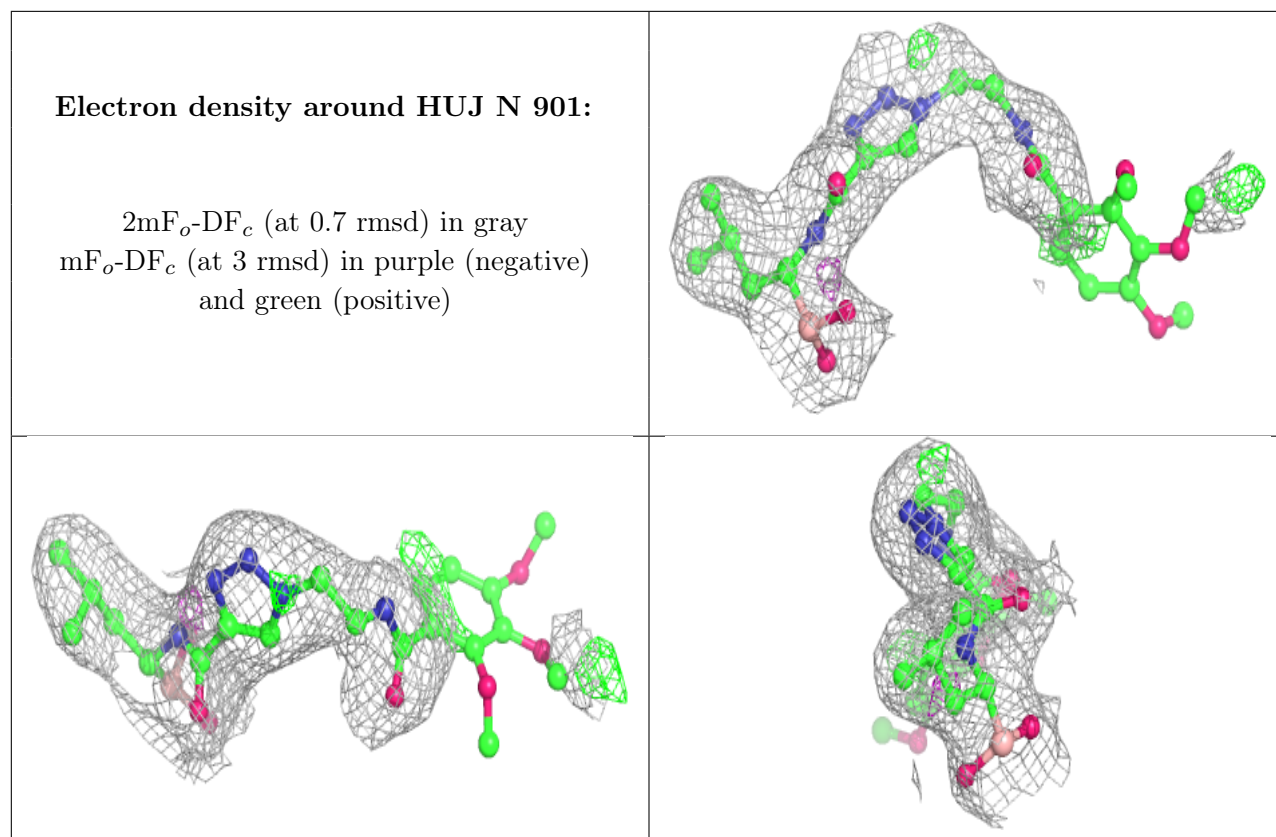 Electron density around HUJ N 901:
2mFo-DFc (at 0.7 rmsd) in gray
mFo-DFc (at 3 rmsd) in purple (negative)
and green (positive)